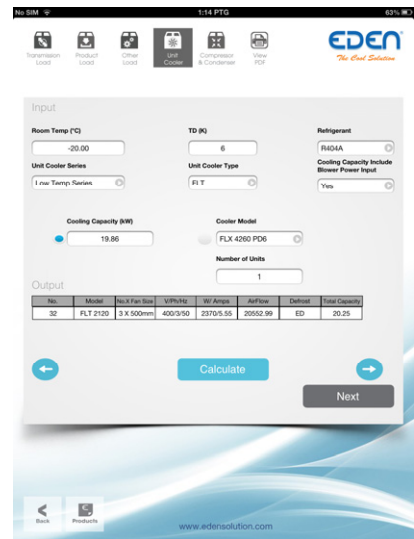 No SIM 1:14 PTG 63%
Transmission Load Product Load Other Load Unit Cooler Compressor & Condenser View PDF
EDEN
The Cool Solution
Input
Room Temp (°C) TD (K) Refrigerant
-20.00 6 R404A
Unit Cooler Series Unit Cooler Type Cooling Capacity Include Blower Power Input
Low Temp Series FLT Yes
Cooling Capacity (kW) Cooler Model
19.86 FLX 4260 PD6
Number of Units
1
Output
No. Model No.X Fan Size V/Ph/Hz W/ Amps AirFlow Defrost Total Capacity
32 FLT 2120 3 X 500mm 400/3/50 2370/5.55 20552.99 ED 20.25
Calculate
Next
Back Products
www.edensolution.com